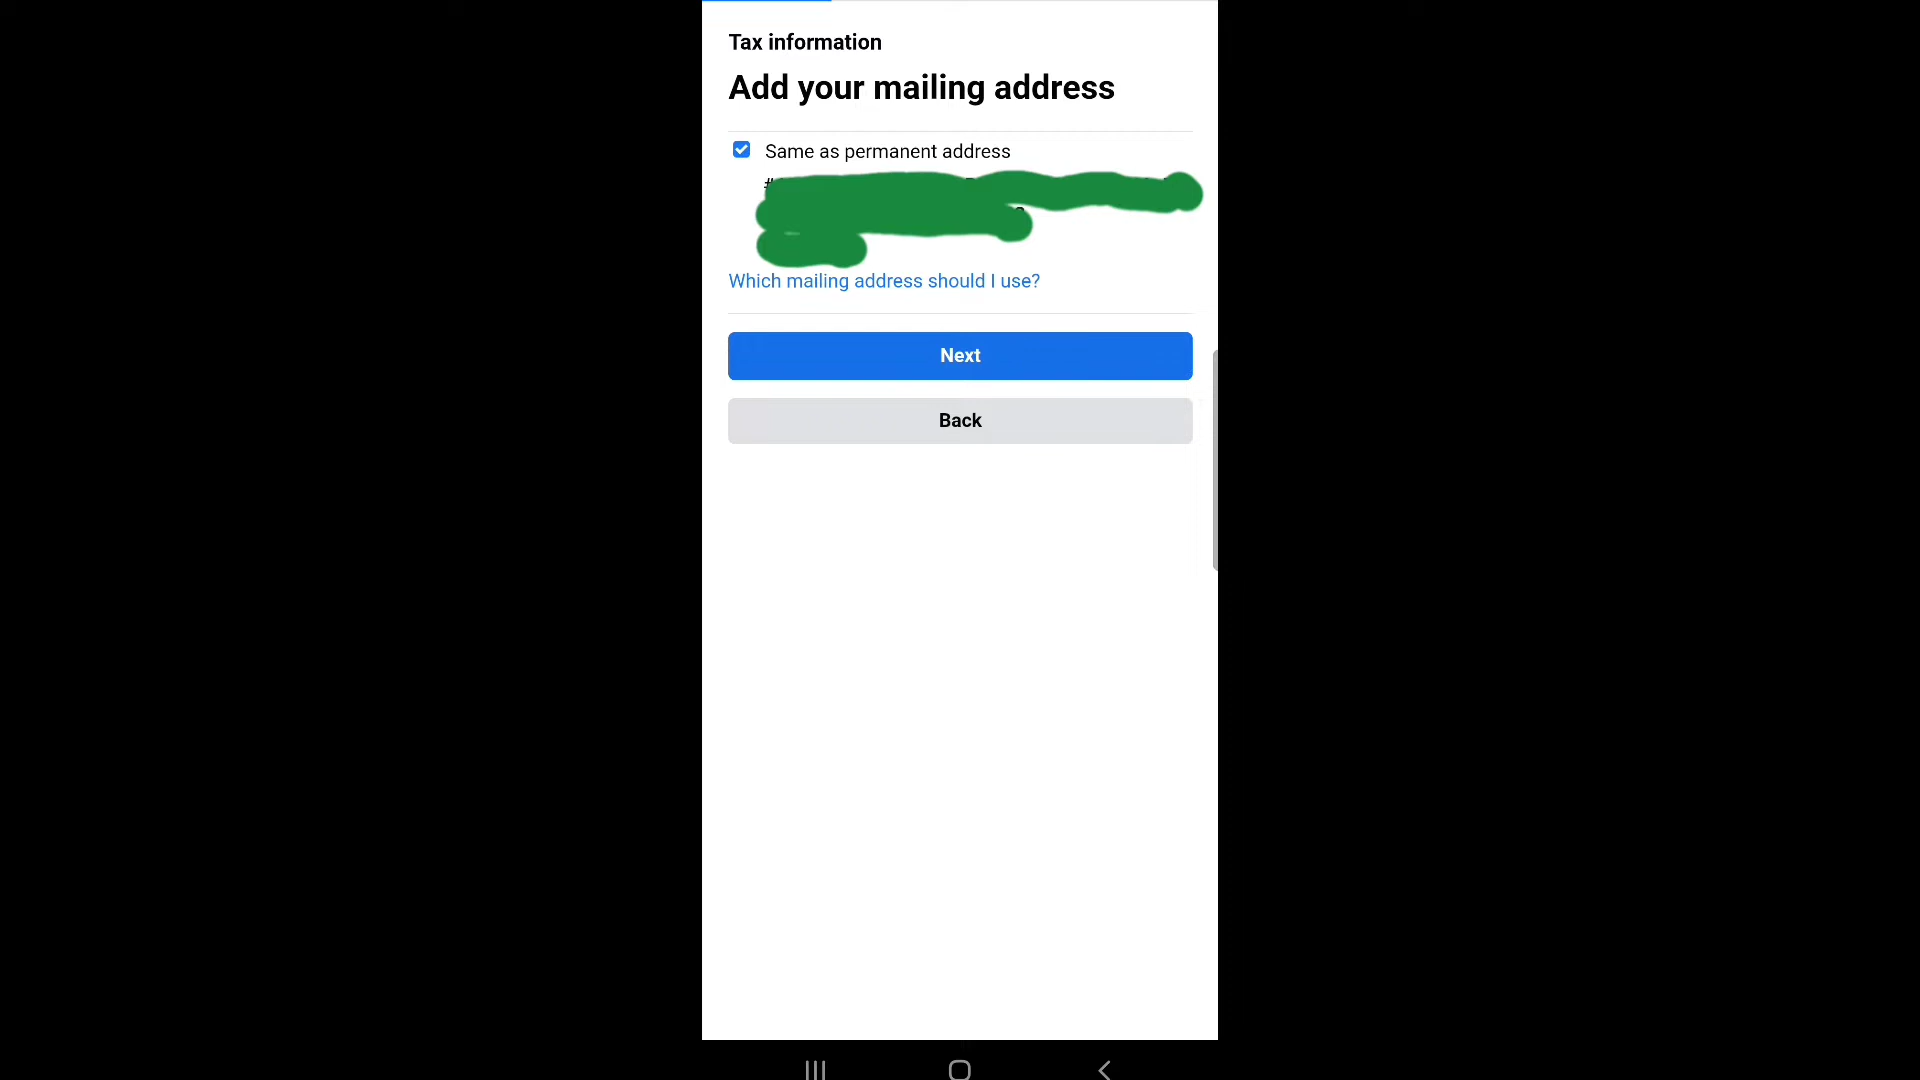 Tax information
Add your mailing address
Same as permanent address
#
Which mailing address should I use?
Next
Back